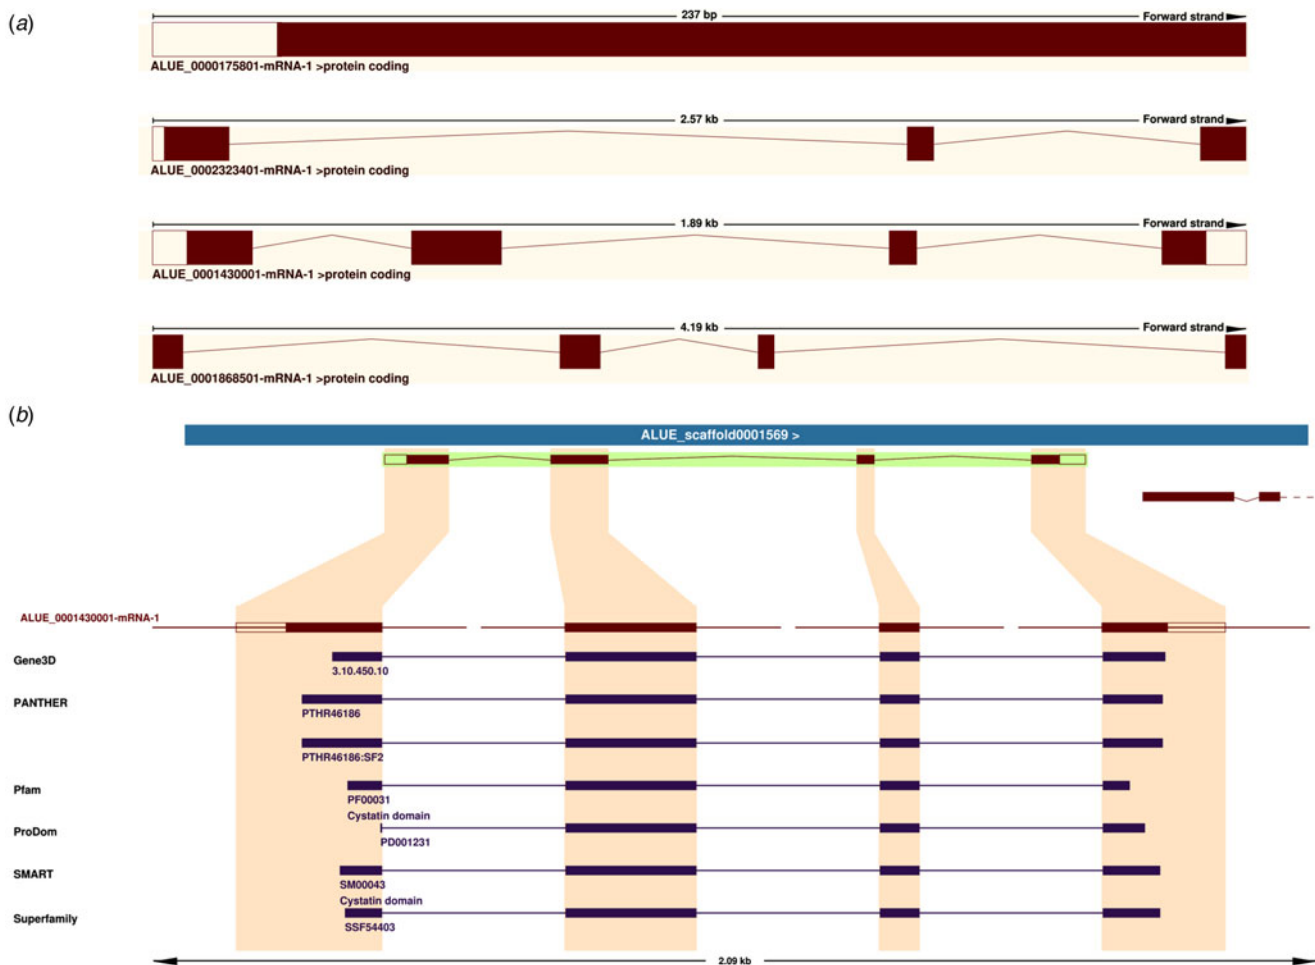 (a)
237 bp
Forward strand
ALUE_0000175801-mRNA-1 >protein coding
2.57 kb
Forward strand
ALUE_0002323401-mRNA-1 >protein coding
1.89 kb
Forward strand
ALUE_0001430001-mRNA-1 >protein coding
4.19 kb
Forward strand
ALUE_0001868501-mRNA-1 >protein coding
(b)
ALUE_scaffold0001569 >
ALUE_0001430001-mRNA-1
Gene3D
3.10.450.10
PANTHER
PTHR46186
PTHR46186:SF2
Pfam
PF00031
Cystatin domain
ProDom
PD001231
SMART
SM00043
Cystatin domain
Superfamily
SSF54403
2.09 kb